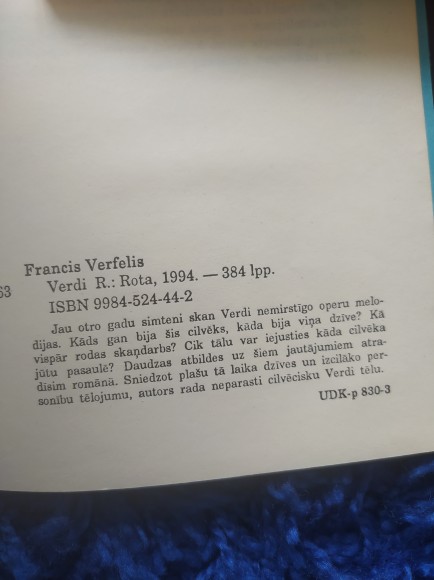 Francis Verfelis
63
Verdi R.: Rota, 1994. — 384 lpp.
ISBN 9984-524-44-2
Jau otro gadu simteni skan Verdi nemirstīgo operu melo-
dijas. Kāds gan bija šis cilvēks, kāda bija viņa dzīve? Kā
vispār rodas skaņdarbs? Cik tālu var iejusties kāda cilvēka
jūtu pasaulē? Daudzas atbildes uz šiem jautājumiem atra-
disim romānā. Sniedzot plašu tā laika dzīves un izcilāko per-
sonību tēlojumu, autors rada neparasti cilvēcisku Verdi tēlu.
UDK-p 830-3